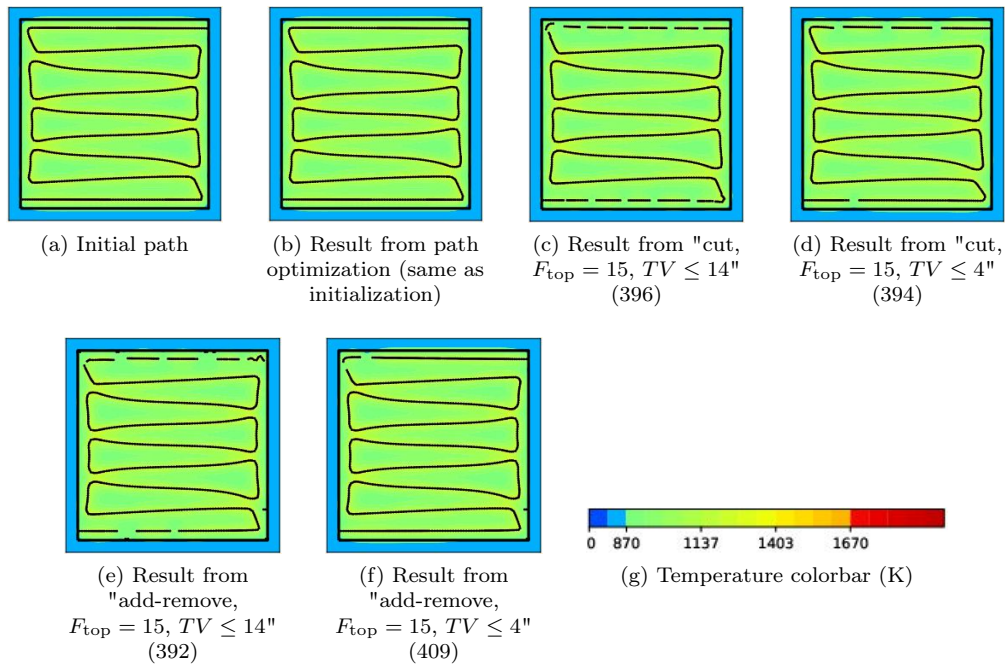 (a) Initial path
(b) Result from path
optimization (same as
initialization)
(c) Result from "cut,
F_top = 15, TV ≤ 14"
(396)
(d) Result from "cut,
F_top = 15, TV ≤ 4"
(394)
(e) Result from
"add-remove,
F_top = 15, TV ≤ 14"
(392)
(f) Result from
"add-remove,
F_top = 15, TV ≤ 4"
(409)
0 870 1137 1403 1670
(g) Temperature colorbar (K)